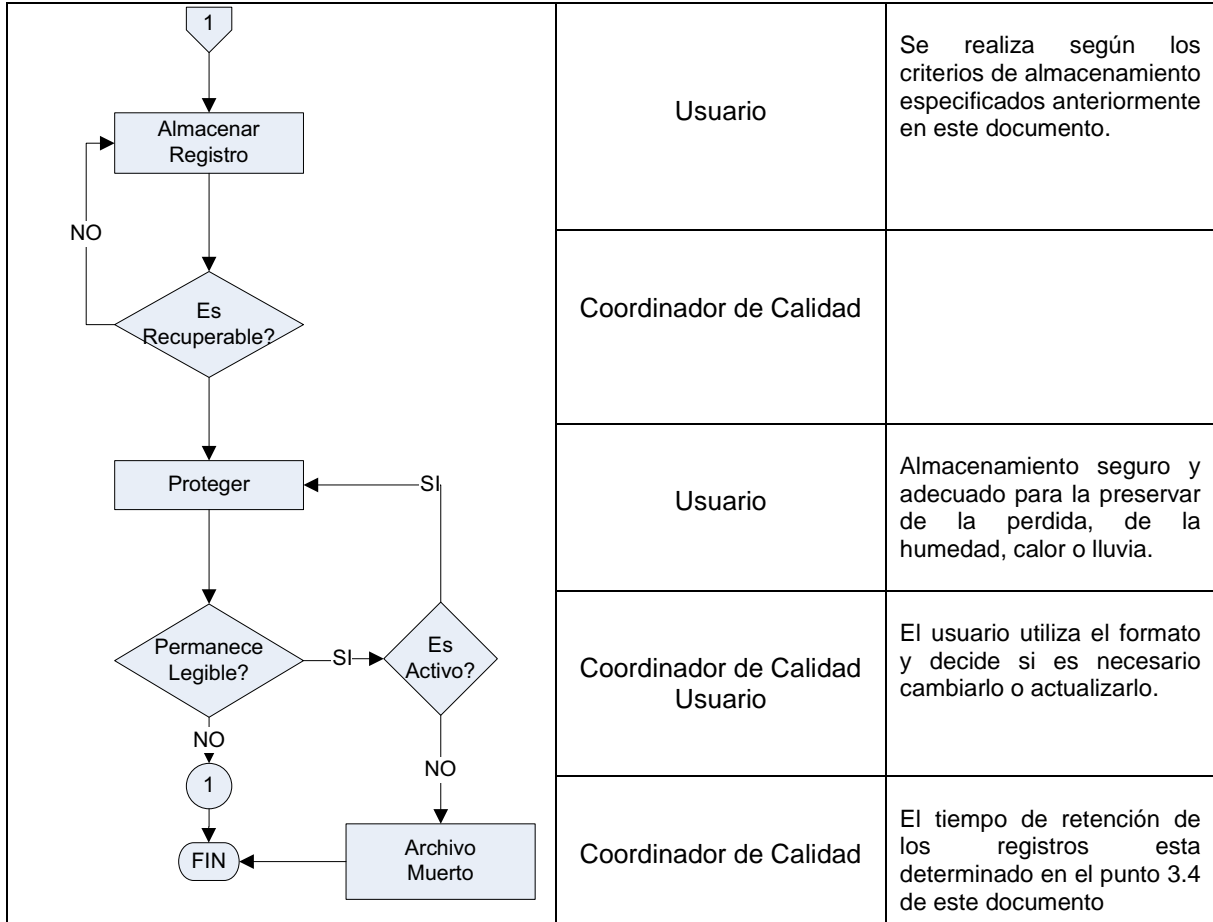 1
Almacenar
Registro
NO
Es
Recuperable?
Proteger
SI
Permanece
Legible?
SI
Es
Activo?
NO
1
NO
FIN
Archivo
Muerto
Usuario
Se realiza según los
criterios de almacenamiento
especificados anteriormente
en este documento.
Coordinador de Calidad
Usuario
Almacenamiento seguro y
adecuado para la preservar
de la perdida, de la
humedad, calor o lluvia.
Coordinador de Calidad
Usuario
El usuario utiliza el formato
y decide si es necesario
cambiarlo o actualizarlo.
Coordinador de Calidad
El tiempo de retención de
los registros esta
determinado en el punto 3.4
de este documento